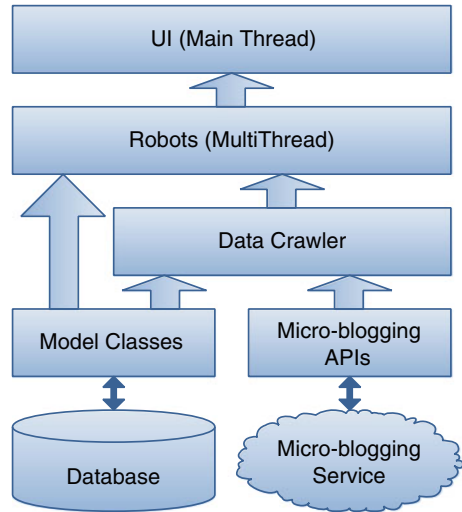 UI (Main Thread)
Robots (MultiThread)
Data Crawler
Model Classes
Micro-blogging
APIs
Database
Micro-blogging
Service